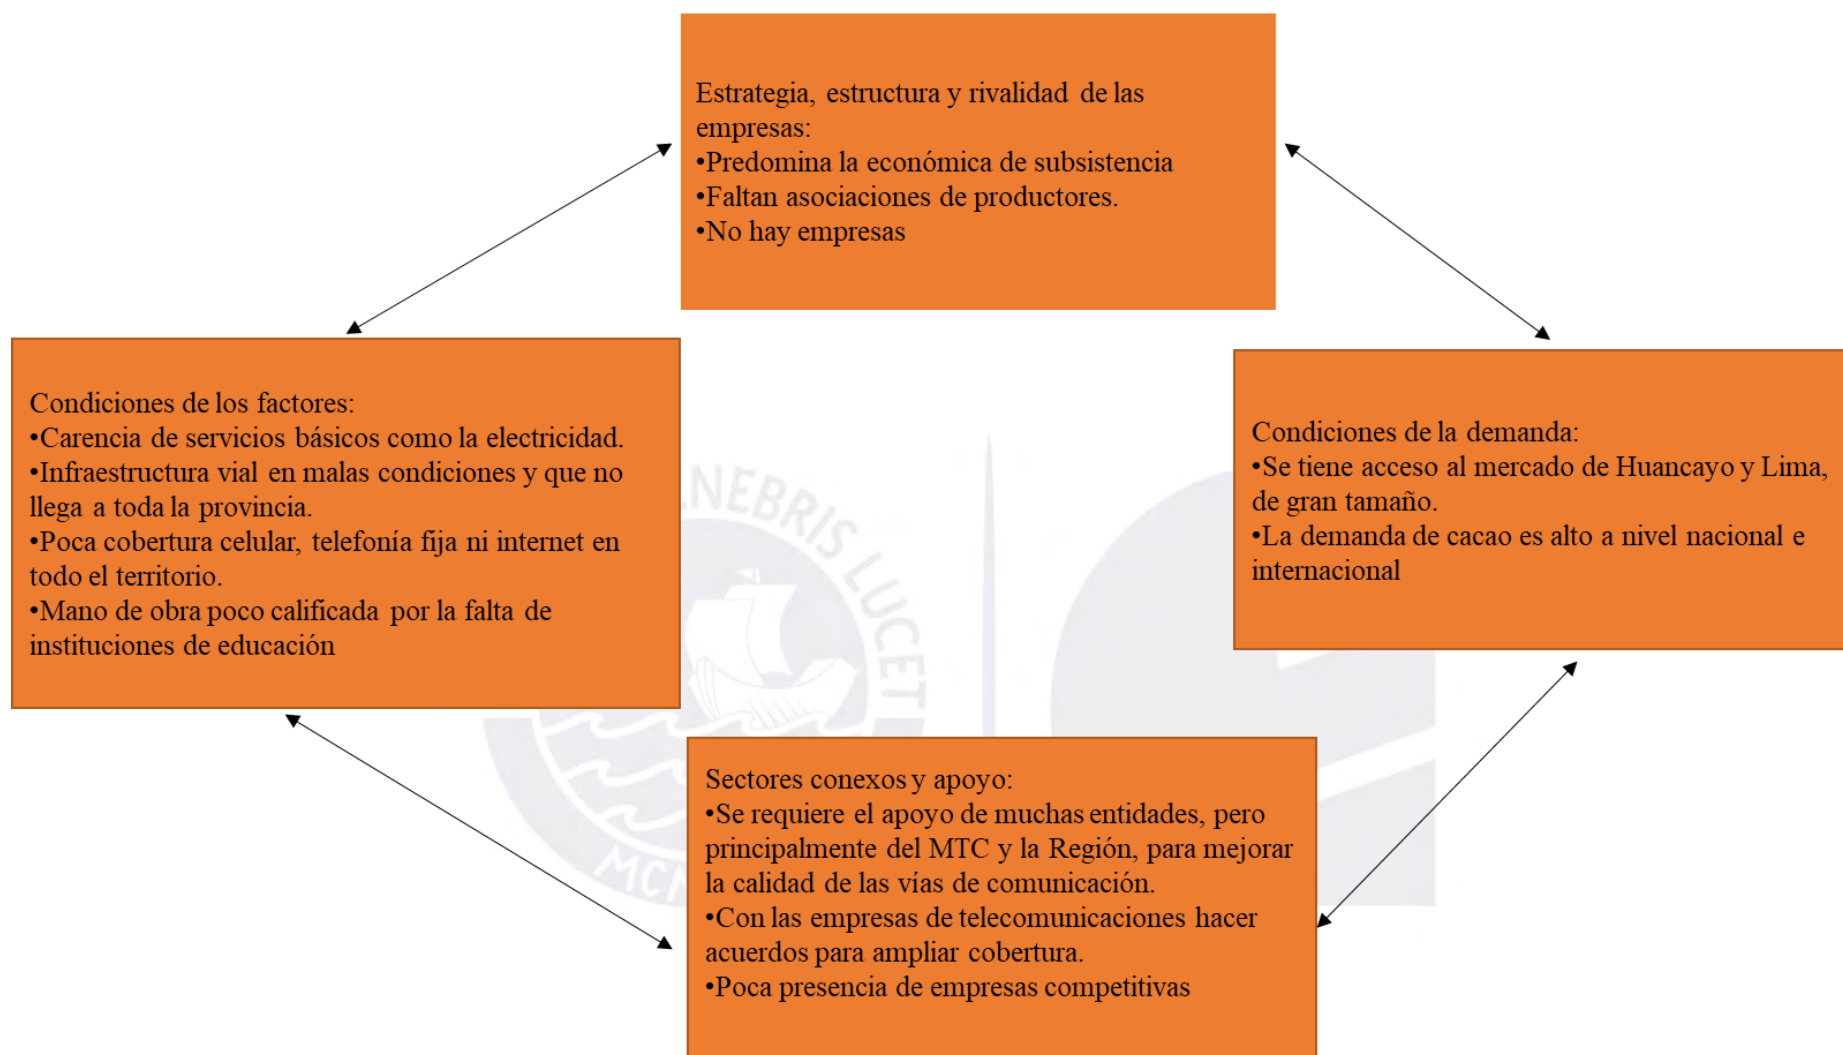 Estrategia, estructura y rivalidad de las
empresas:
•Predomina la económica de subsistencia
•Faltan asociaciones de productores.
•No hay empresas
Condiciones de los factores:
•Carencia de servicios básicos como la electricidad.
•Infraestructura vial en malas condiciones y que no
llega a toda la provincia.
•Poca cobertura celular, telefonía fija ni internet en
todo el territorio.
•Mano de obra poco calificada por la falta de
instituciones de educación
Condiciones de la demanda:
•Se tiene acceso al mercado de Huancayo y Lima,
de gran tamaño.
•La demanda de cacao es alto a nivel nacional e
internacional
Sectores conexos y apoyo:
•Se requiere el apoyo de muchas entidades, pero
principalmente del MTC y la Región, para mejorar
la calidad de las vías de comunicación.
•Con las empresas de telecomunicaciones hacer
acuerdos para ampliar cobertura.
•Poca presencia de empresas competitivas
LUCET